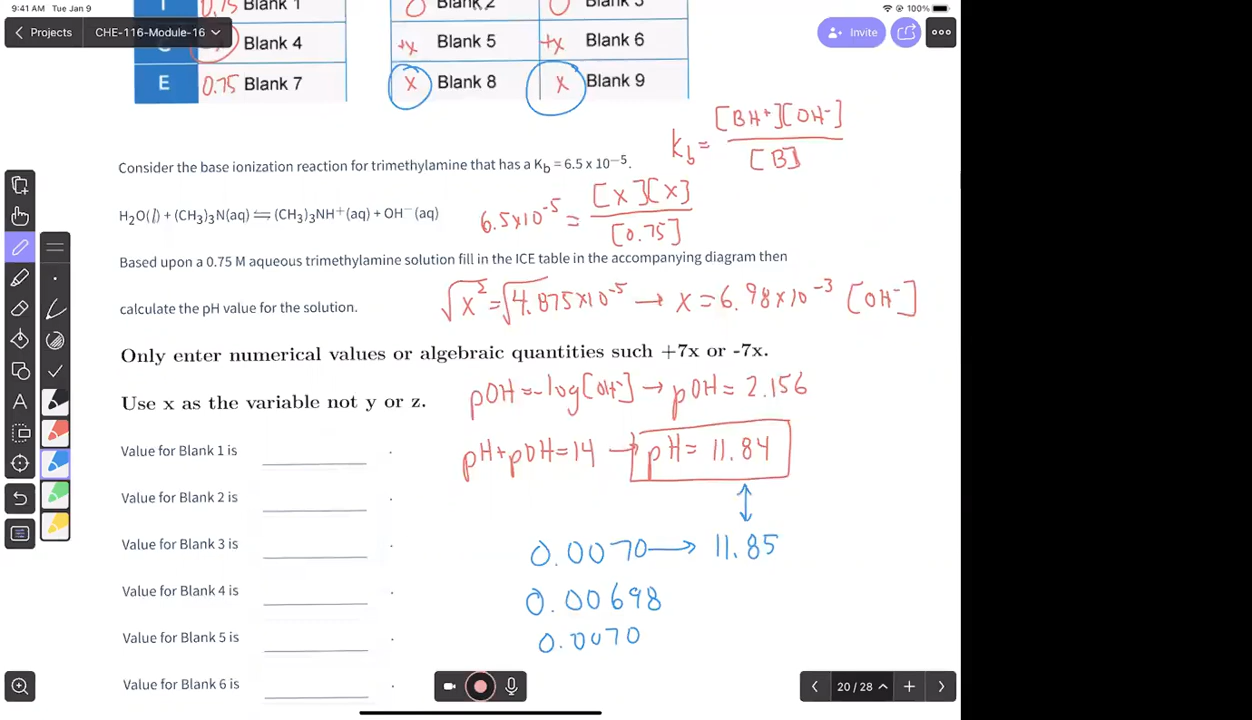 9:41 AM Tue Jan 9
100%
Projects CHE-116-Module-16
Invite
0.75 Blank 1 0 Blank 2 0 Blank 3
Blank 4 +x Blank 5 +x Blank 6
E 0.75 Blank 7 x Blank 8 x Blank 9
Kb = [BH+][OH-] / [B]
Consider the base ionization reaction for trimethylamine that has a Kb = 6.5 x 10−5.
6.5x10-5 = [x][x] / [0.75]
H2O(l) + (CH3)3N(aq) ⇌ (CH3)3NH+(aq) + OH−(aq)
Based upon a 0.75 M aqueous trimethylamine solution fill in the ICE table in the accompanying diagram then
√x2 = √4.875x10-5 → x = 6.98x10-3 [OH-]
calculate the pH value for the solution.
Only enter numerical values or algebraic quantities such +7x or -7x.
pOH = -log[OH-] → pOH = 2.156
Use x as the variable not y or z.
pH+pOH=14 → pH = 11.84
Value for Blank 1 is .
Value for Blank 2 is .
0.0070 → 11.85
Value for Blank 3 is .
Value for Blank 4 is .
0.00698
Value for Blank 5 is .
0.0070
Value for Blank 6 is .
20 / 28